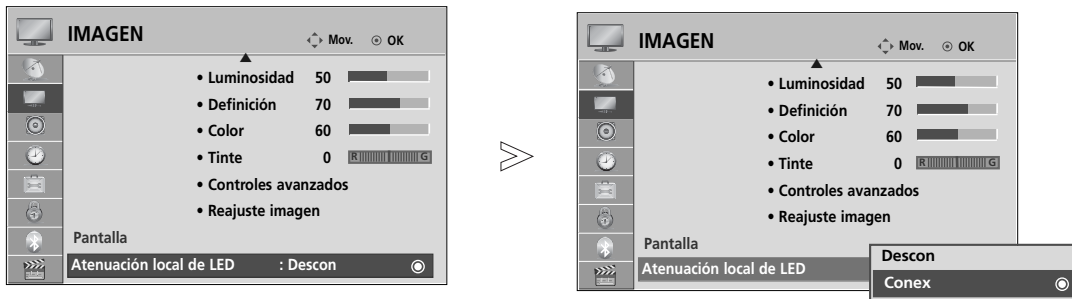 IMAGEN Mov. OK
• Luminosidad 50
• Definición 70
• Color 60
• Tinte 0 R G
• Controles avanzados
• Reajuste imagen
Pantalla
Atenuación local de LED : Descon
IMAGEN Mov. OK
• Luminosidad 50
• Definición 70
• Color 60
• Tinte 0 R G
• Controles avanzados
• Reajuste imagen
Pantalla
Atenuación local de LED
Descon
Conex